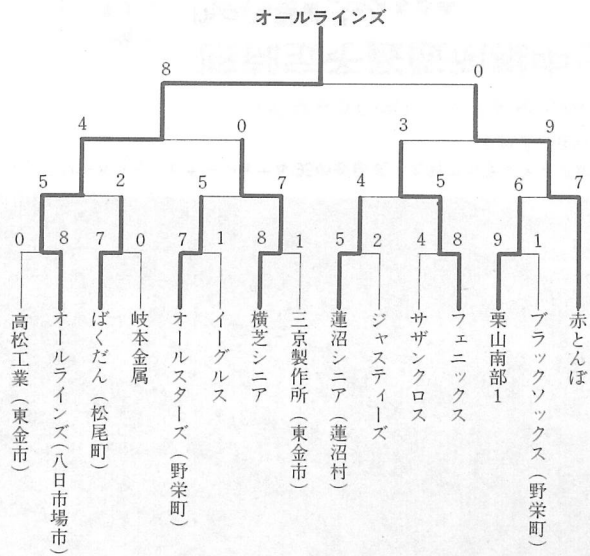 オールラインズ
8 0
4 0 3 9
5 2 5 7 4 5 6 7
0 8 7 0 7 1 8 1 5 2 4 8 9 1
高松工業（東金市）
オールラインズ（八日市場市）
ばくだん（松尾町）
岐本金属
オールスターズ（野栄町）
イーグルス
横芝シニア
三京製作所（東金市）
蓮沼シニア（蓮沼村）
ジャスティーズ
サザンクロス
フェニックス
栗山南部1
ブラックソックス（野栄町）
赤とんぼ